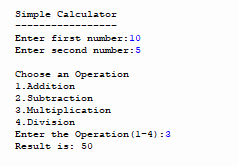 Simple Calculator
-----------------
Enter first number:10
Enter second number:5

Choose an Operation
1.Addition
2.Subtraction
3.Multiplication
4.Division
Enter the Operation(1-4):3
Result is: 50